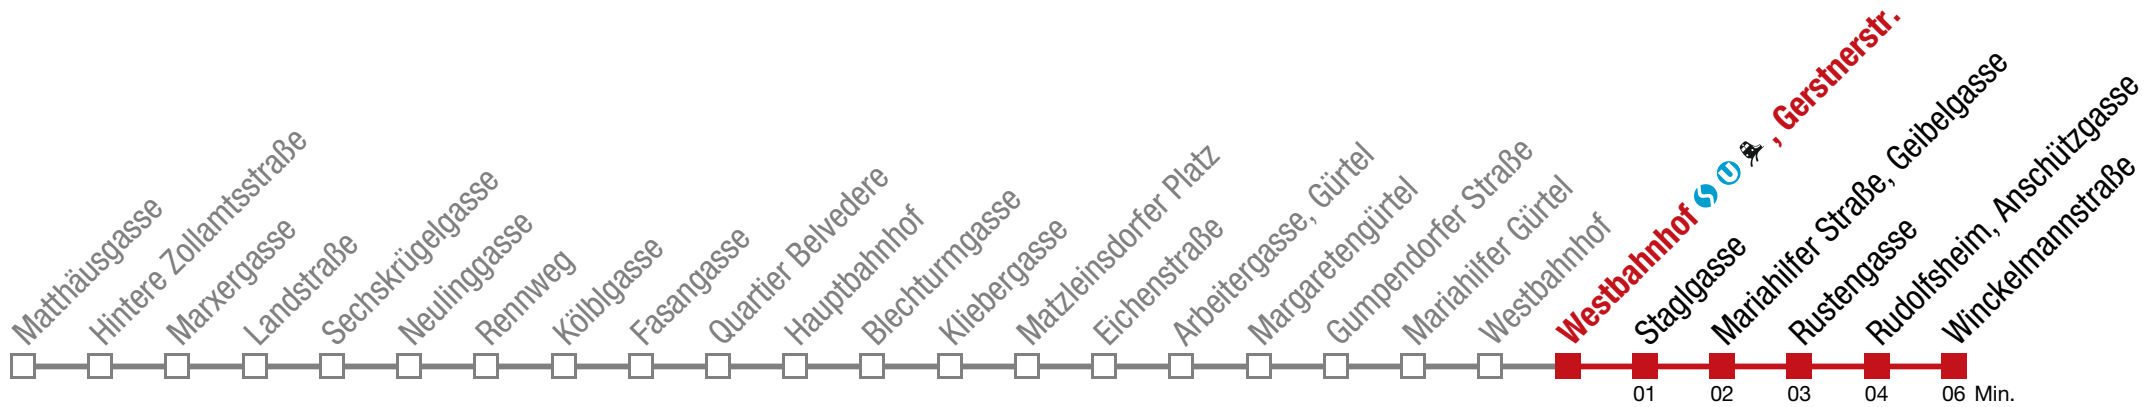 Matthäusgasse
Hintere Zollamtsstraße
Marxergasse
Landstraße
Sechskrügelgasse
Neulinggasse
Rennweg
Kölblgasse
Fasangasse
Quartier Belvedere
Hauptbahnhof
Blechturmgasse
Kliebergasse
Matzleinsdorfer Platz
Eichenstraße
Arbeitergasse, Gürtel
Margaretengürtel
Gumpendorfer Straße
Mariahilfer Gürtel
Westbahnhof
Westbahnhof S U , Gerstnerstr.
Staglgasse
Mariahilfer Straße, Geibelgasse
Rustengasse
Rudolfsheim, Anschützgasse
Winckelmannstraße
01 02 03 04 06 Min.